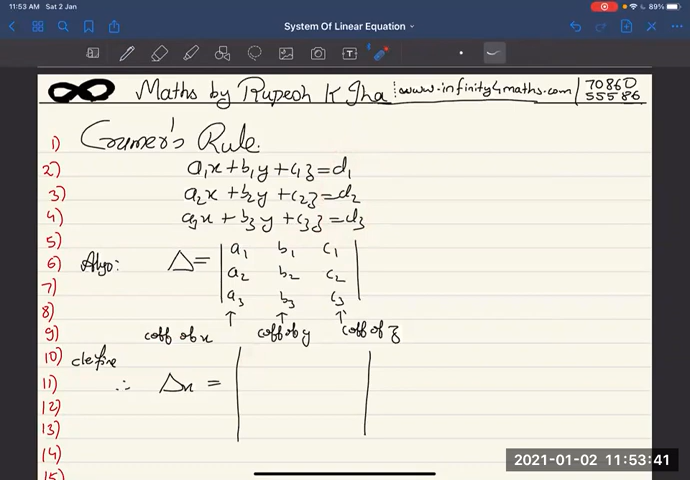 11:53 AM Sat 2 Jan 89%
System Of Linear Equation
Maths by Rupesh K Jha www.infinity4maths.com 70860 55586
1) Cramer's Rule.
2) a₁x + b₁y + c₁z = d₁
3) a₂x + b₂y + c₂z = d₂
4) a₃x + b₃y + c₃z = d₃
5) a₁ b₁ c₁
6) Algo: Δ = a₂ b₂ c₂
7) a₃ b₃ c₃
8) ↑ ↑ ↑
9) coff of x coff of y coff of z
10) define
11) ∴ Δx =
12)
13)
14)
15)
2021-01-02 11:53:41